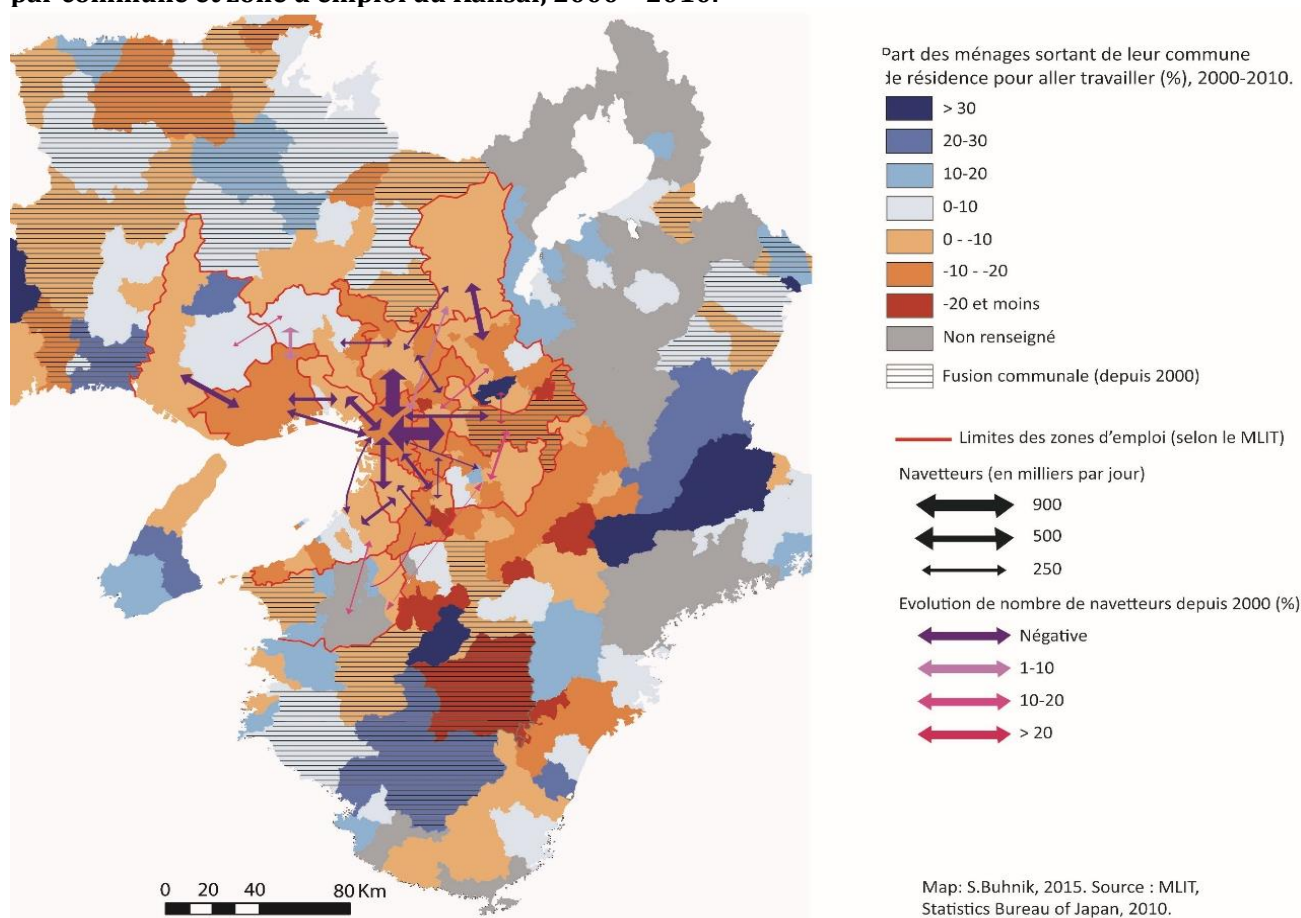 par commune et zone d'emploi du Kansai, 2000 – 2010.
Part des ménages sortant de leur commune
de résidence pour aller travailler (%), 2000-2010.
> 30
20-30
10-20
0-10
0 - -10
-10 - -20
-20 et moins
Non renseigné
Fusion communale (depuis 2000)
Limites des zones d'emploi (selon le MLIT)
Navetteurs (en milliers par jour)
900
500
250
Evolution de nombre de navetteurs depuis 2000 (%)
Négative
1-10
10-20
> 20
0 20 40 80 Km
Map: S.Buhnik, 2015. Source : MLIT,
Statistics Bureau of Japan, 2010.